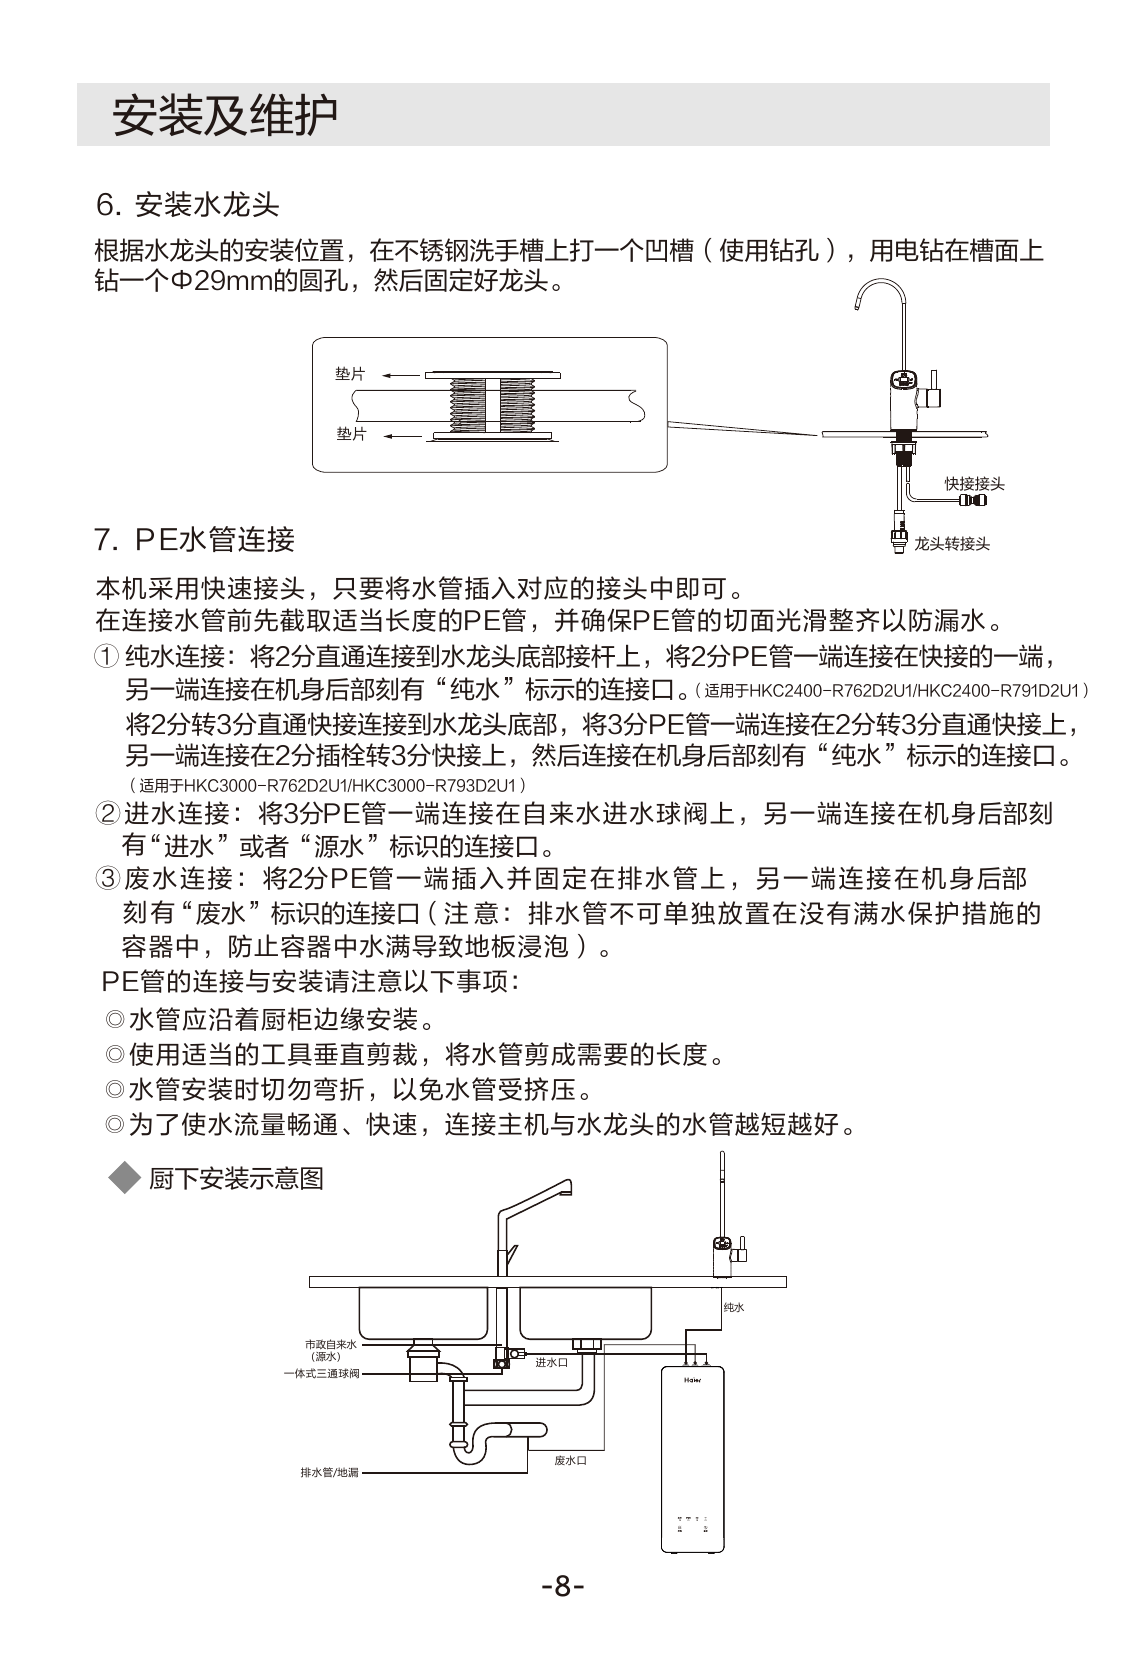 安装及维护
6. 安装水龙头
根据水龙头的安装位置，在不锈钢洗手槽上打一个凹槽（使用钻孔），用电钻在槽面上
钻一个Φ29mm的圆孔，然后固定好龙头。
垫片
垫片
快接接头
龙头转接头
7. PE水管连接
本机采用快速接头，只要将水管插入对应的接头中即可。
在连接水管前先截取适当长度的PE管，并确保PE管的切面光滑整齐以防漏水。
① 纯水连接：将2分直通连接到水龙头底部接杆上，将2分PE管一端连接在快接的一端，
另一端连接在机身后部刻有“纯水”标示的连接口。（适用于HKC2400-R762D2U1/HKC2400-R791D2U1）
将2分转3分直通快接连接到水龙头底部，将3分PE管一端连接在2分转3分直通快接上，
另一端连接在2分插栓转3分快接上，然后连接在机身后部刻有“纯水”标示的连接口。
（适用于HKC3000-R762D2U1/HKC3000-R793D2U1）
②进水连接：将3分PE管一端连接在自来水进水球阀上，另一端连接在机身后部刻
有“进水”或者“源水”标识的连接口。
③废水连接：将2分PE管一端插入并固定在排水管上，另一端连接在机身后部
刻有“废水”标识的连接口（注意：排水管不可单独放置在没有满水保护措施的
容器中，防止容器中水满导致地板浸泡）。
PE管的连接与安装请注意以下事项：
◎水管应沿着厨柜边缘安装。
◎使用适当的工具垂直剪裁，将水管剪成需要的长度。
◎水管安装时切勿弯折，以免水管受挤压。
◎为了使水流量畅通、快速，连接主机与水龙头的水管越短越好。
◆ 厨下安装示意图
纯水
市政自来水
(源水)
进水口
一体式三通球阀
Haier
废水口
排水管/地漏
-8-